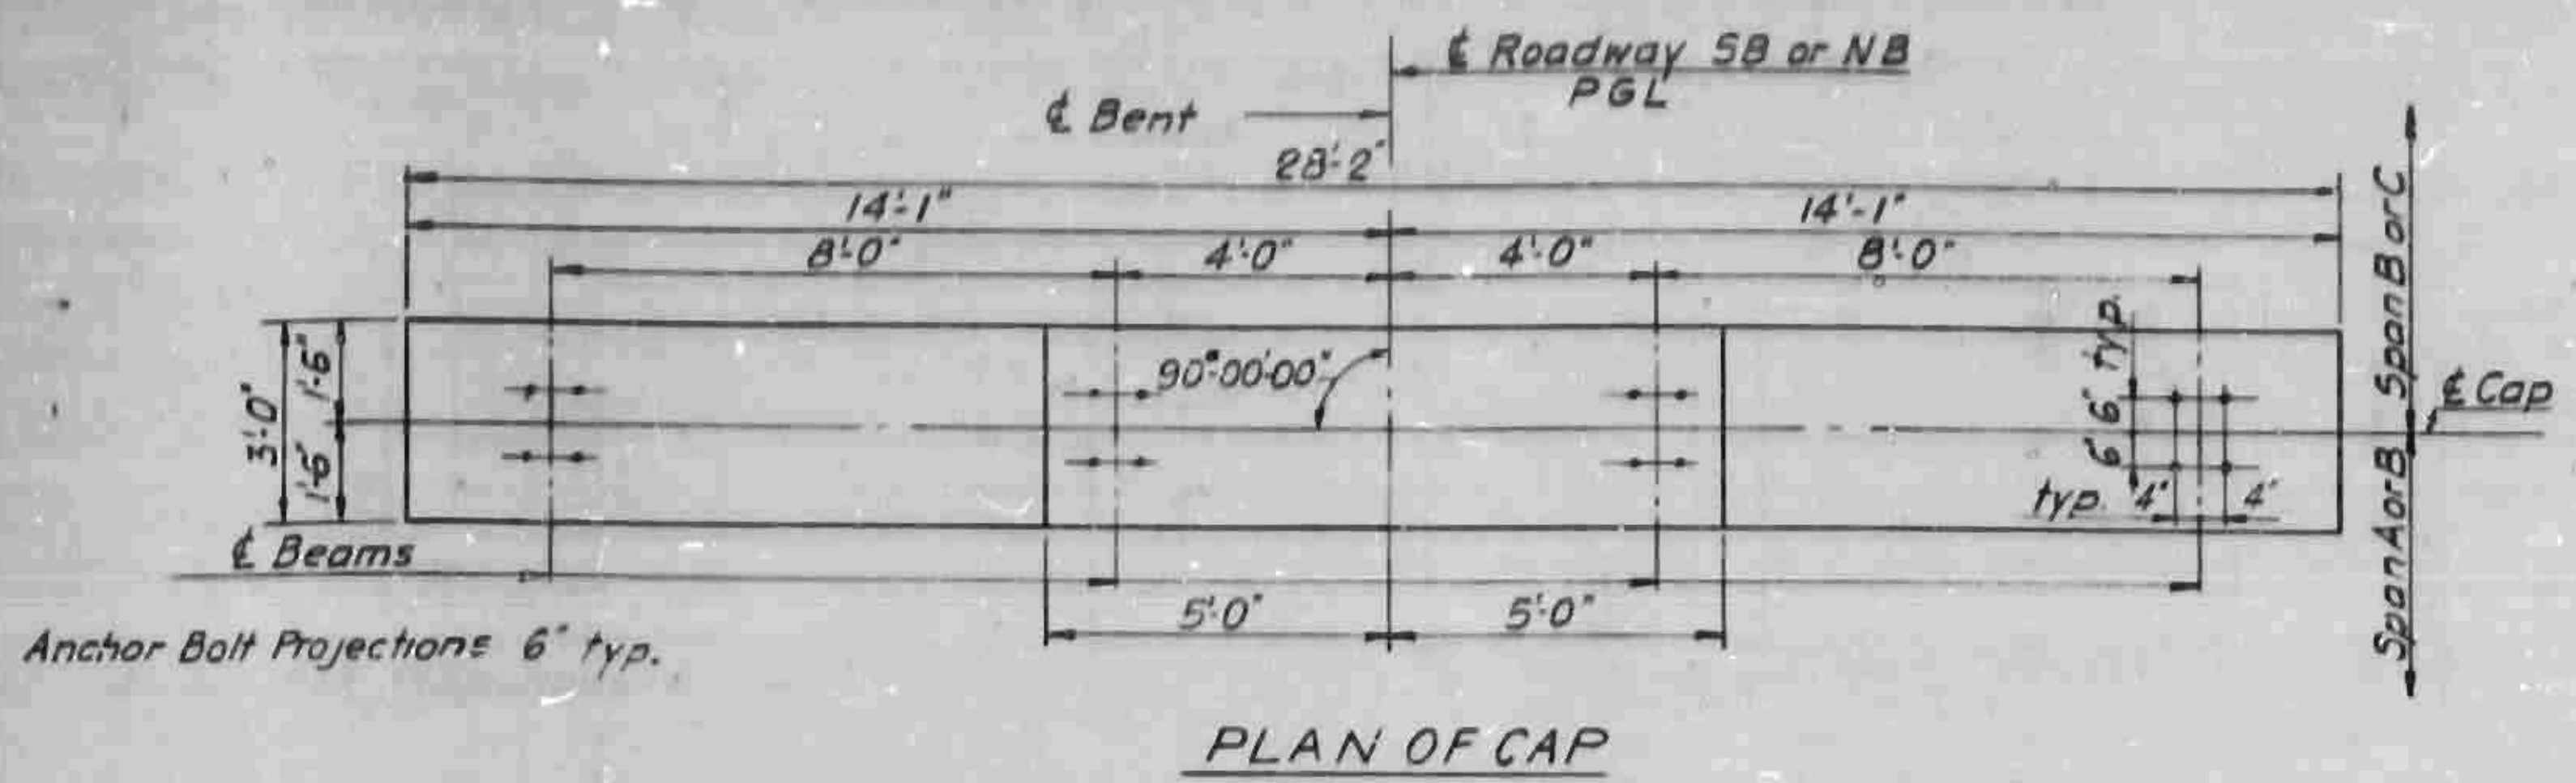 ℄ Roadway SB or NB
PGL
℄ Bent
28'-2"
14'-1"
14'-1"
8'-0"
4'-0"
4'-0"
8'-0"
3'-0"
1'-6"
1'-6"
90°-00'-00"
6" 6" typ.
typ. 4" 4"
Span B or C
Span A or B
℄ Cap
℄ Beams
5'-0"
5'-0"
Anchor Bolt Projections 6" typ.
PLAN OF CAP